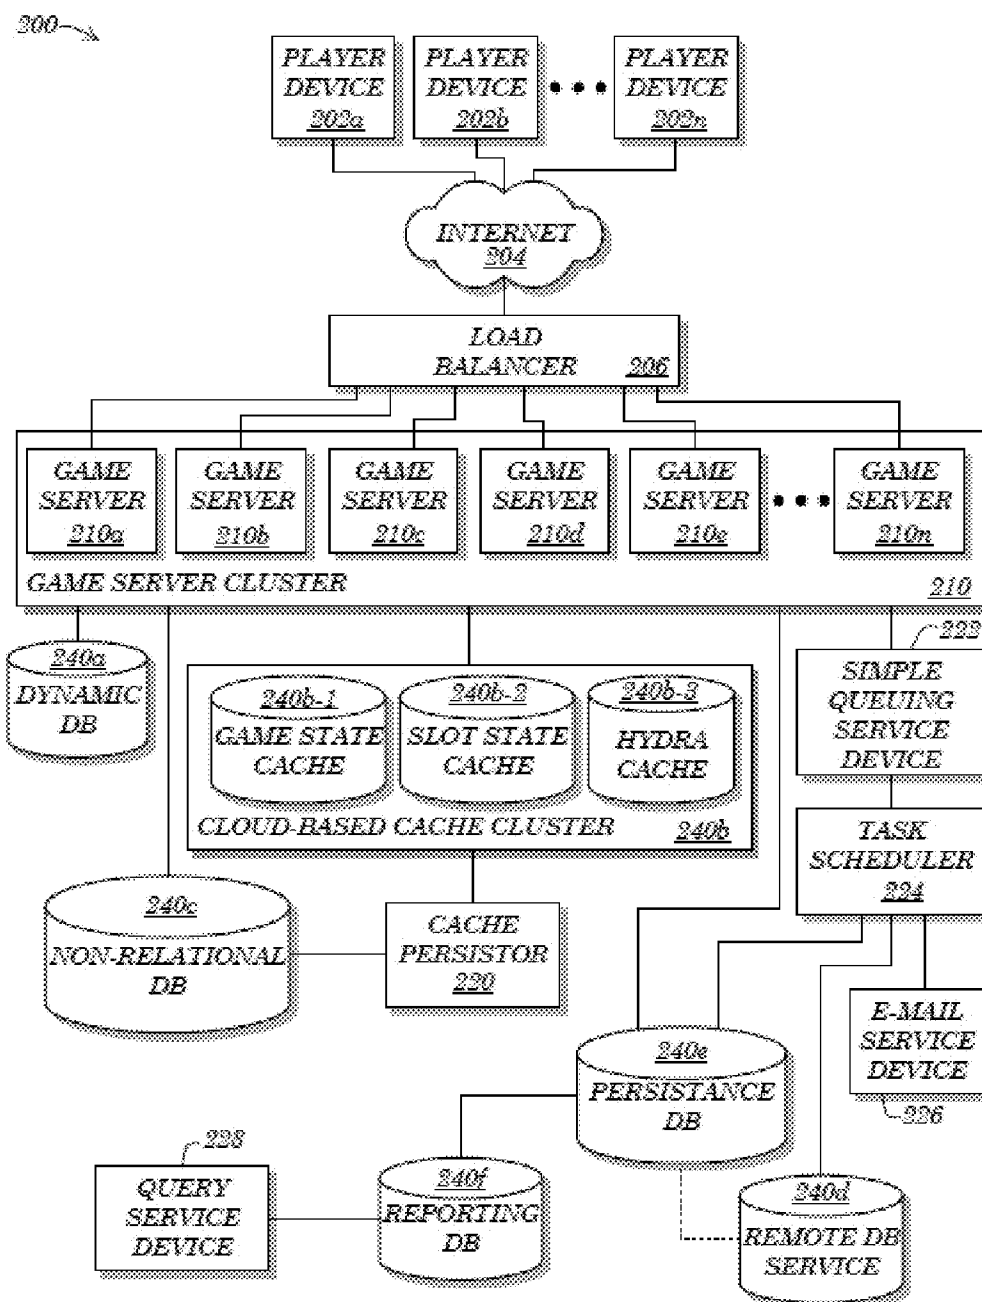 200
PLAYER DEVICE 202a
PLAYER DEVICE 202b
PLAYER DEVICE 202n
INTERNET 204
LOAD BALANCER 206
GAME SERVER 210a
GAME SERVER 210b
GAME SERVER 210c
GAME SERVER 210d
GAME SERVER 210e
GAME SERVER 210n
GAME SERVER CLUSTER 210
240a
DYNAMIC DB
240b-1
GAME STATE CACHE
240b-2
SLOT STATE CACHE
240b-3
HYDRA CACHE
CLOUD-BASED CACHE CLUSTER 240b
222
SIMPLE QUEUING SERVICE DEVICE
TASK SCHEDULER 224
240c
NON-RELATIONAL DB
CACHE PERSISTOR 220
E-MAIL SERVICE DEVICE
226
240e
PERSISTANCE DB
228
QUERY SERVICE DEVICE
240f
REPORTING DB
240d
REMOTE DB SERVICE